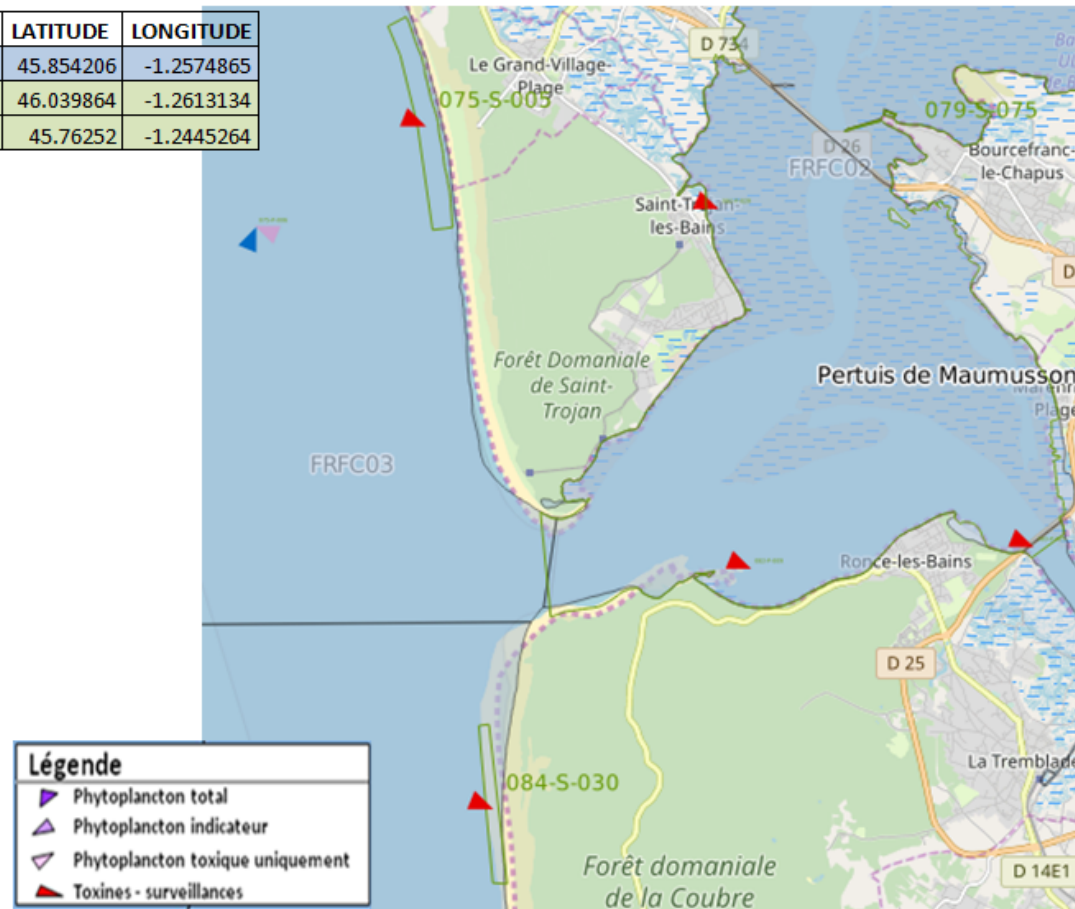 LATITUDE LONGITUDE
45.854206 -1.2574865
46.039864 -1.2613134
45.76252 -1.2445264
D 734
Le Grand-Village-
Plage
075-S-005
079-S-075
D 26
FRFC02
Bourcefranc-
le-Chapus
Saint-Trojan-
les-Bains
D
Forêt Domaniale
de Saint-
Trojan
Pertuis de Maumusson
Plage
FRFC03
Ronce-les-Bains
D 25
La Tremblade
084-S-030
Légende
Phytoplancton total
Phytoplancton indicateur
Phytoplancton toxique uniquement
Toxines - surveillances
Forêt domaniale
de la Coubre
D 14E1